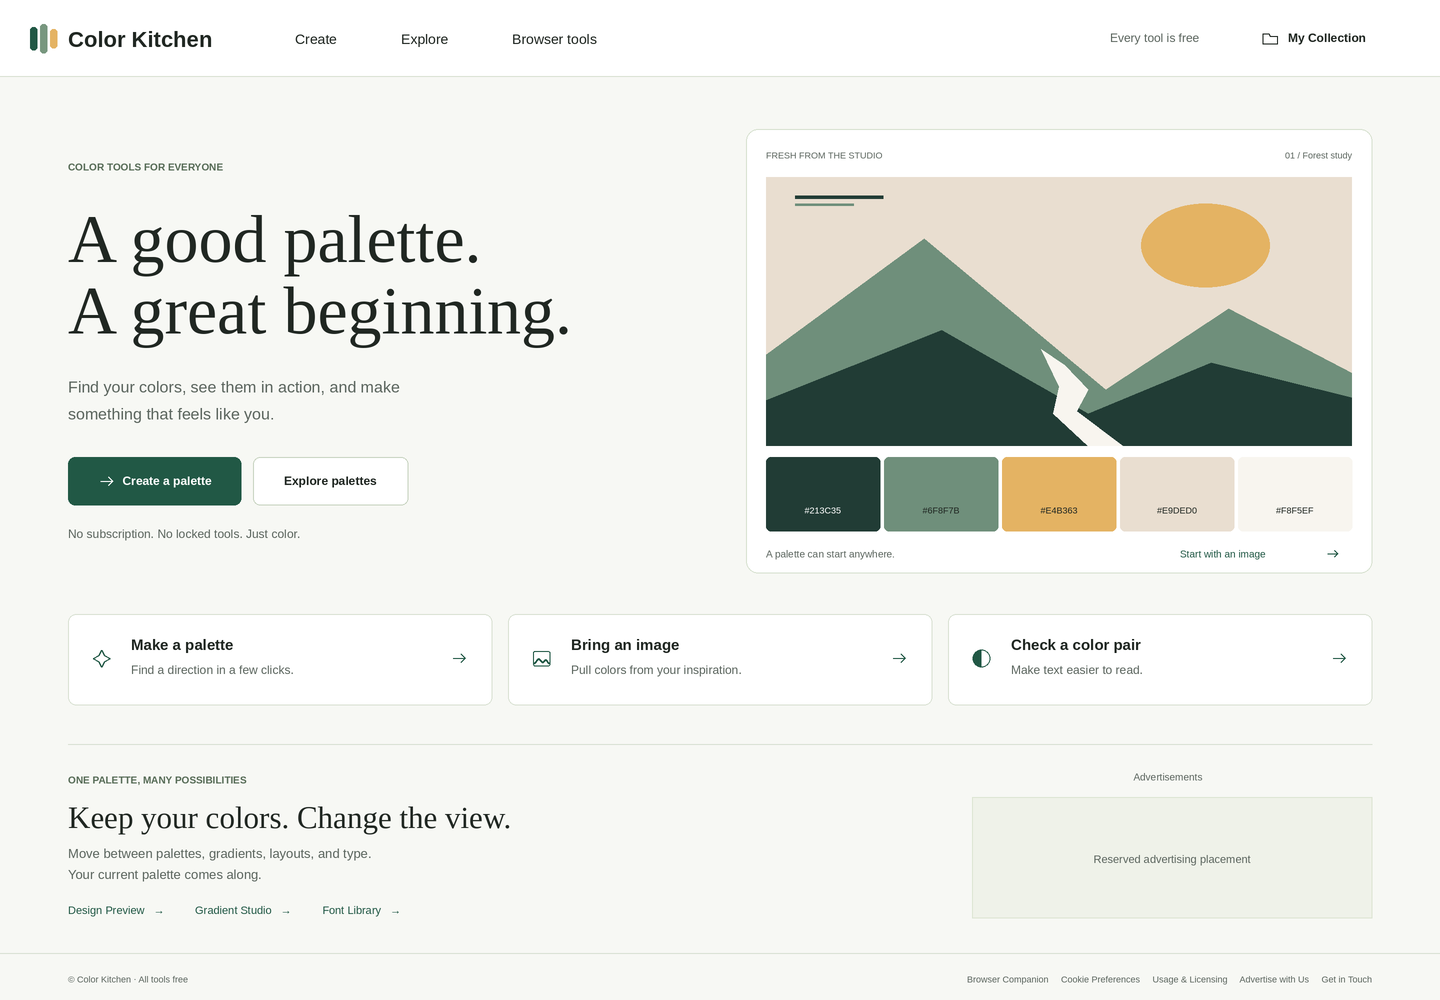 Color Kitchen
Create
Explore
Browser tools
Every tool is free
My Collection
COLOR TOOLS FOR EVERYONE
A good palette.
A great beginning.
Find your colors, see them in action, and make
something that feels like you.
→ Create a palette
Explore palettes
No subscription. No locked tools. Just color.
FRESH FROM THE STUDIO
01 / Forest study
#213C35
#6F8F7B
#E4B363
#E9DED0
#F8F5EF
A palette can start anywhere.
Start with an image →
Make a palette
Find a direction in a few clicks.
→
Bring an image
Pull colors from your inspiration.
→
Check a color pair
Make text easier to read.
→
ONE PALETTE, MANY POSSIBILITIES
Keep your colors. Change the view.
Move between palettes, gradients, layouts, and type.
Your current palette comes along.
Design Preview →
Gradient Studio →
Font Library →
Advertisements
Reserved advertising placement
© Color Kitchen · All tools free
Browser Companion
Cookie Preferences
Usage & Licensing
Advertise with Us
Get in Touch